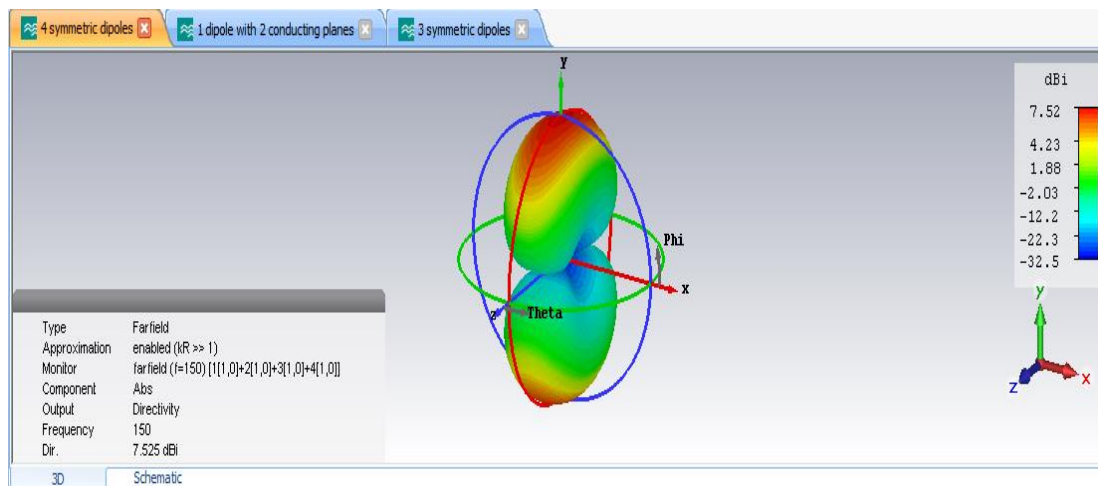 4 symmetric dipoles
1 dipole with 2 conducting planes
3 symmetric dipoles
y
dBi
7.52
4.23
1.88
-2.03
-12.2
-22.3
-32.5
Phi
x
z
Theta
y
z
x
Type Farfield
Approximation enabled (kR >> 1)
Monitor farfield (f=150) [1[1,0]+2[1,0]+3[1,0]+4[1,0]]
Component Abs
Output Directivity
Frequency 150
Dir. 7.525 dBi
3D Schematic